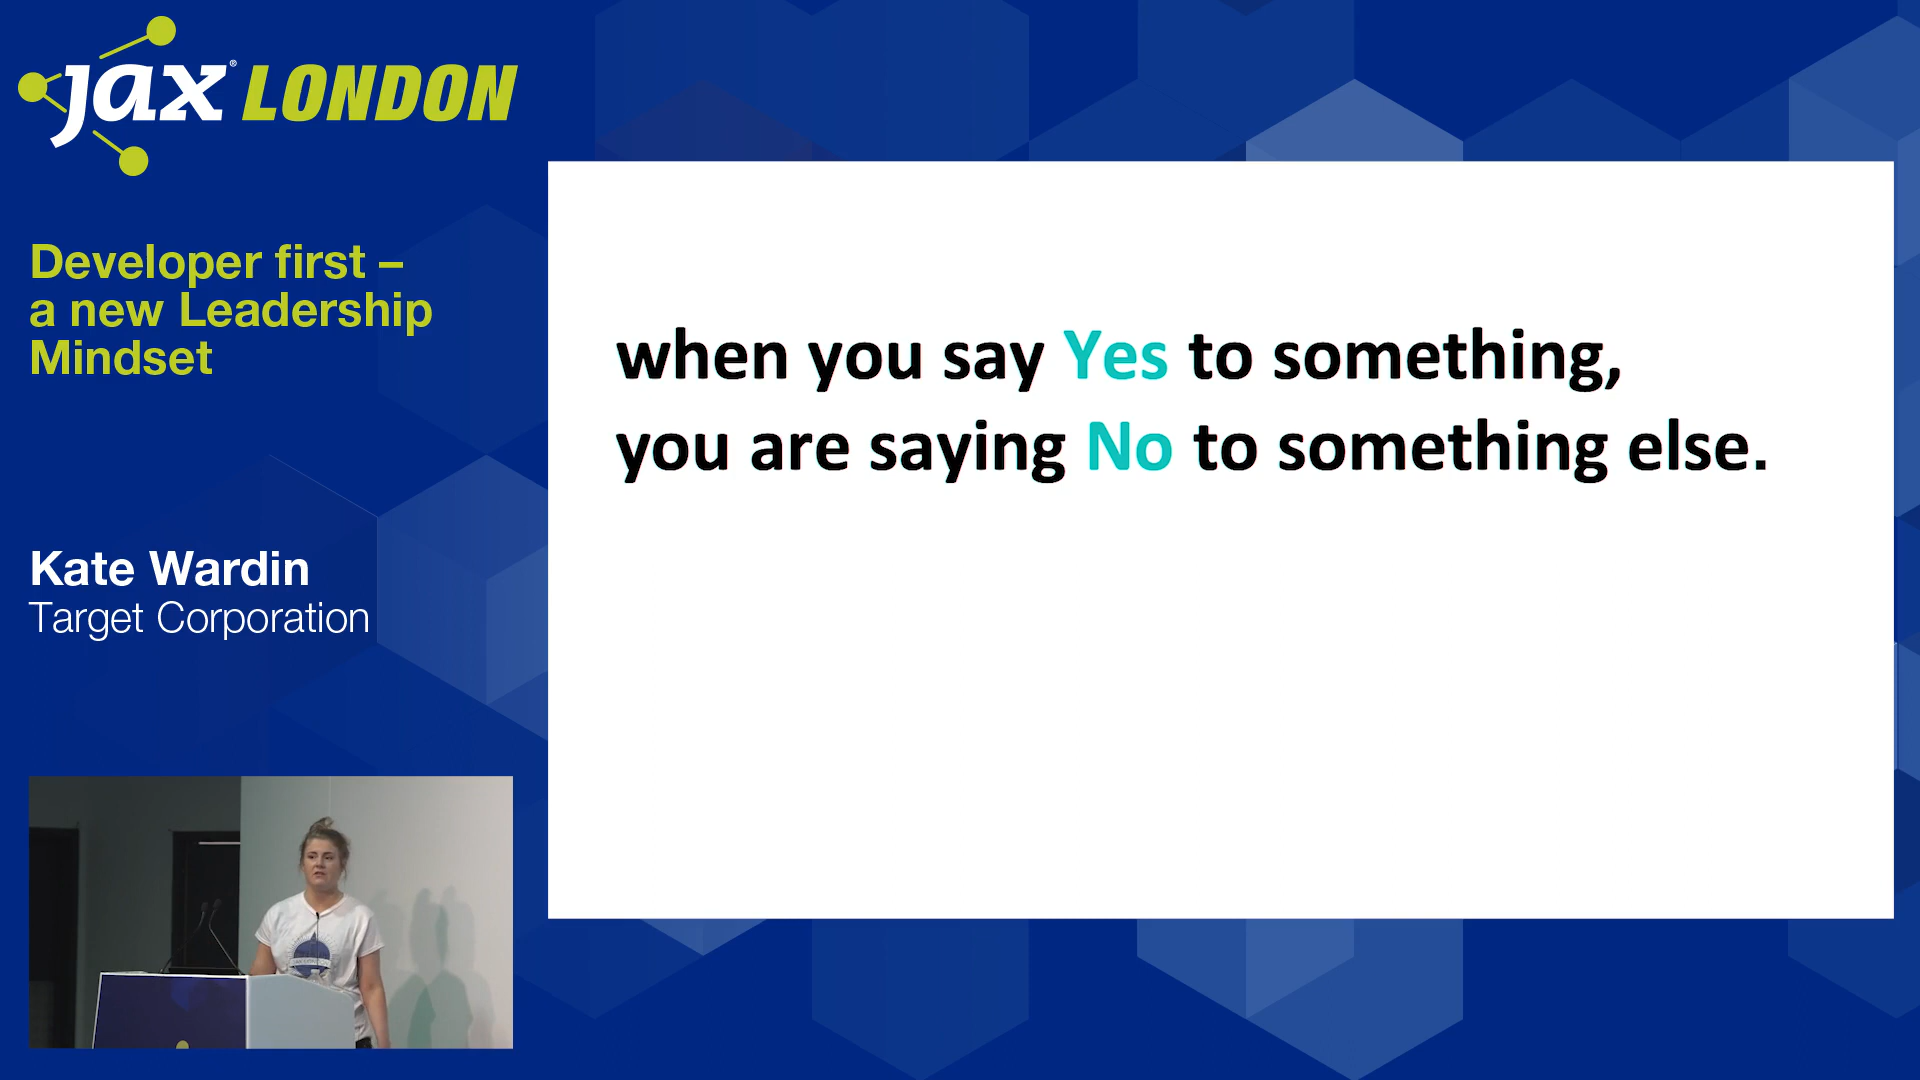 jax® LONDON
Developer first –
a new Leadership
Mindset
Kate Wardin
Target Corporation
when you say Yes to something,
you are saying No to something else.